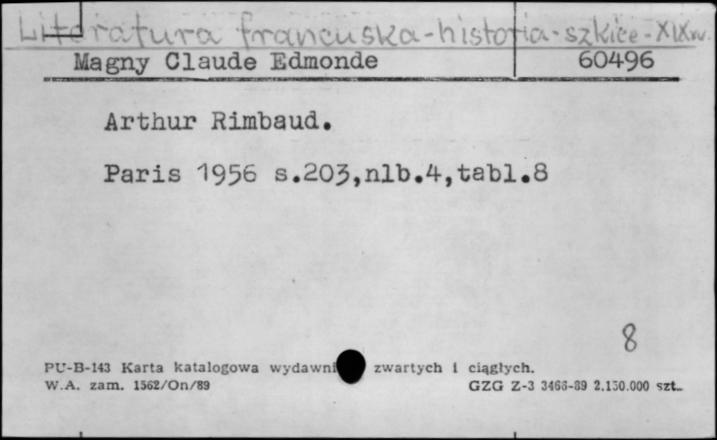 Literatura francuska-historia-szkice-XIXw.
Magny Claude Edmonde 60496
Arthur Rimbaud.
Paris 1956 s.203,nlb.4,tabl.8
8
PU-B-143 Karta katalogowa wydawni zwartych i ciągłych.
W.A. zam. 1562/On/89 GZG Z-3 3466-89 2.150.000 szt.